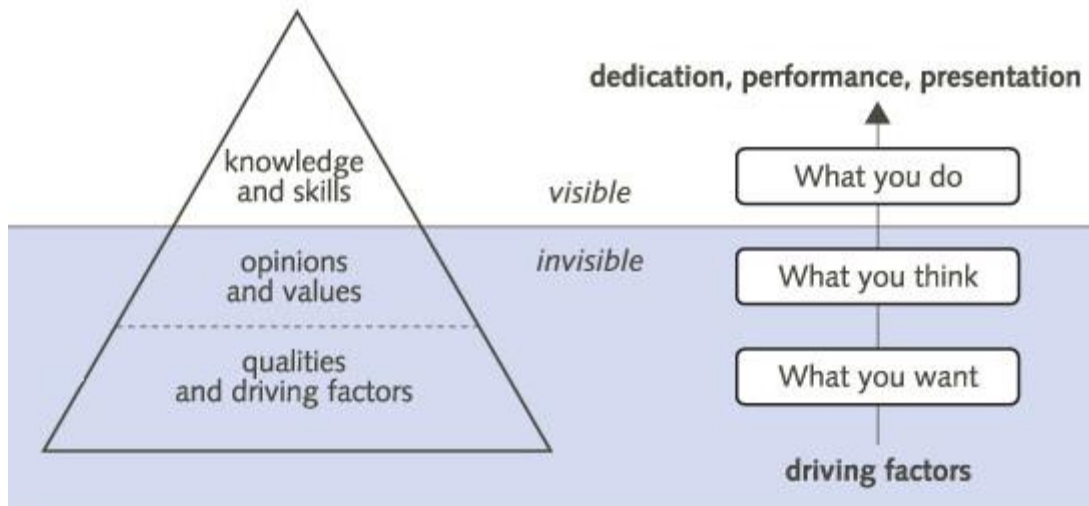 dedication, performance, presentation
knowledge
and skills
visible
What you do
opinions
and values
invisible
What you think
qualities
and driving factors
What you want
driving factors